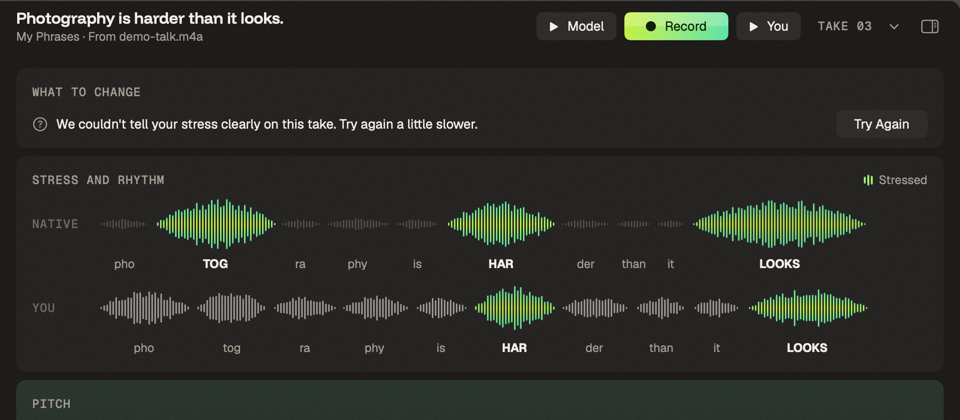 Photography is harder than it looks.
My Phrases · From demo-talk.m4a
Model
Record
You
TAKE 03
WHAT TO CHANGE
We couldn't tell your stress clearly on this take. Try again a little slower.
Try Again
STRESS AND RHYTHM
Stressed
NATIVE
pho TOG ra phy is HAR der than it LOOKS
YOU
pho tog ra phy is HAR der than it LOOKS
PITCH